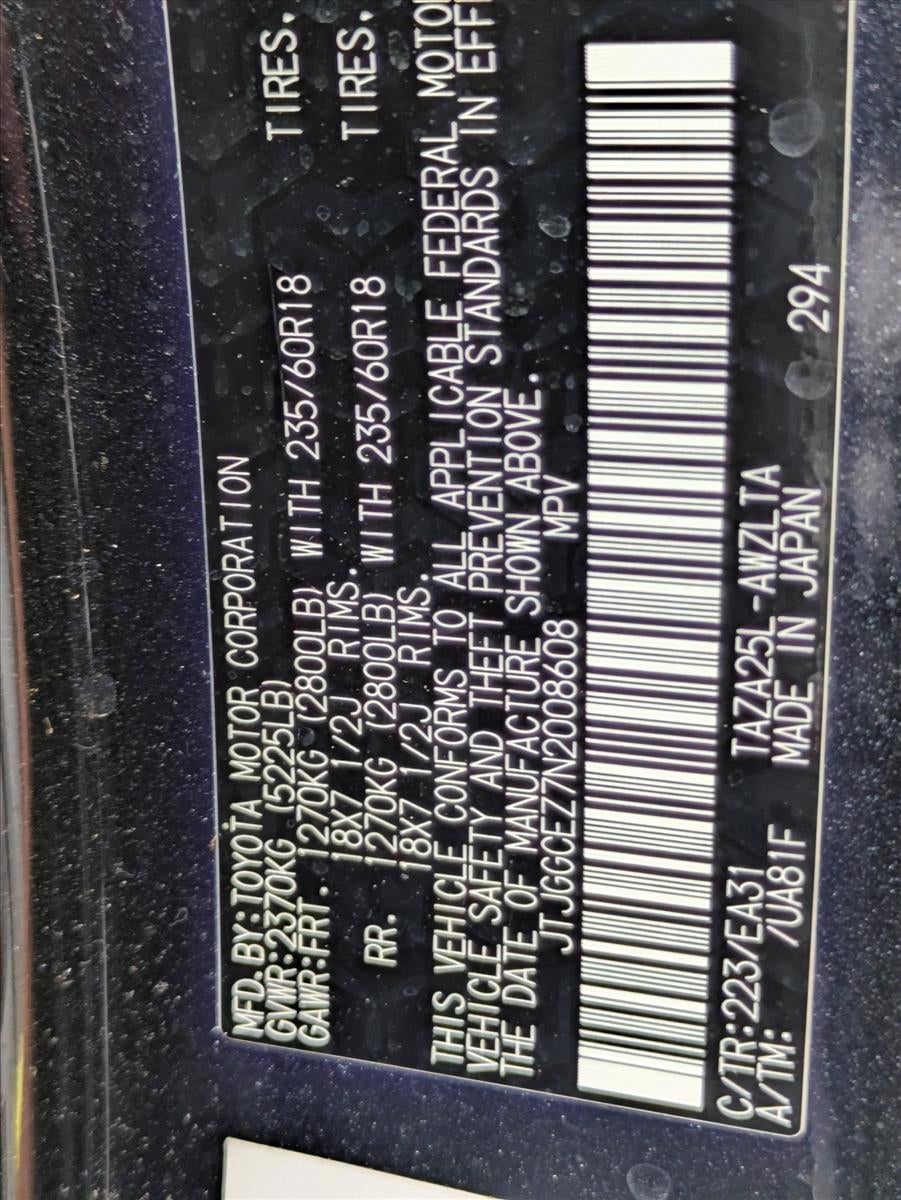 MFD.BY:TOYOTA MOTOR CORPORATION
GVWR:2370KG (5225LB)
GAWR:FRT. 1270KG (2800LB) WITH 235/60R18 TIRES,
18X7 1/2J RIMS.
RR. 1270KG (2800LB) WITH 235/60R18 TIRES,
18X7 1/2J RIMS.
THIS VEHICLE CONFORMS TO ALL APPLICABLE FEDERAL MOTO
VEHICLE SAFETY AND THEFT PREVENTION STANDARDS IN EFF
THE DATE OF MANUFACTURE SHOWN ABOVE.
JTJGGCEZ7N2008608 MPV
C/TR:223/EA31 TAZA25L-AWZLTA 294
A/TM: /UA81F MADE IN JAPAN